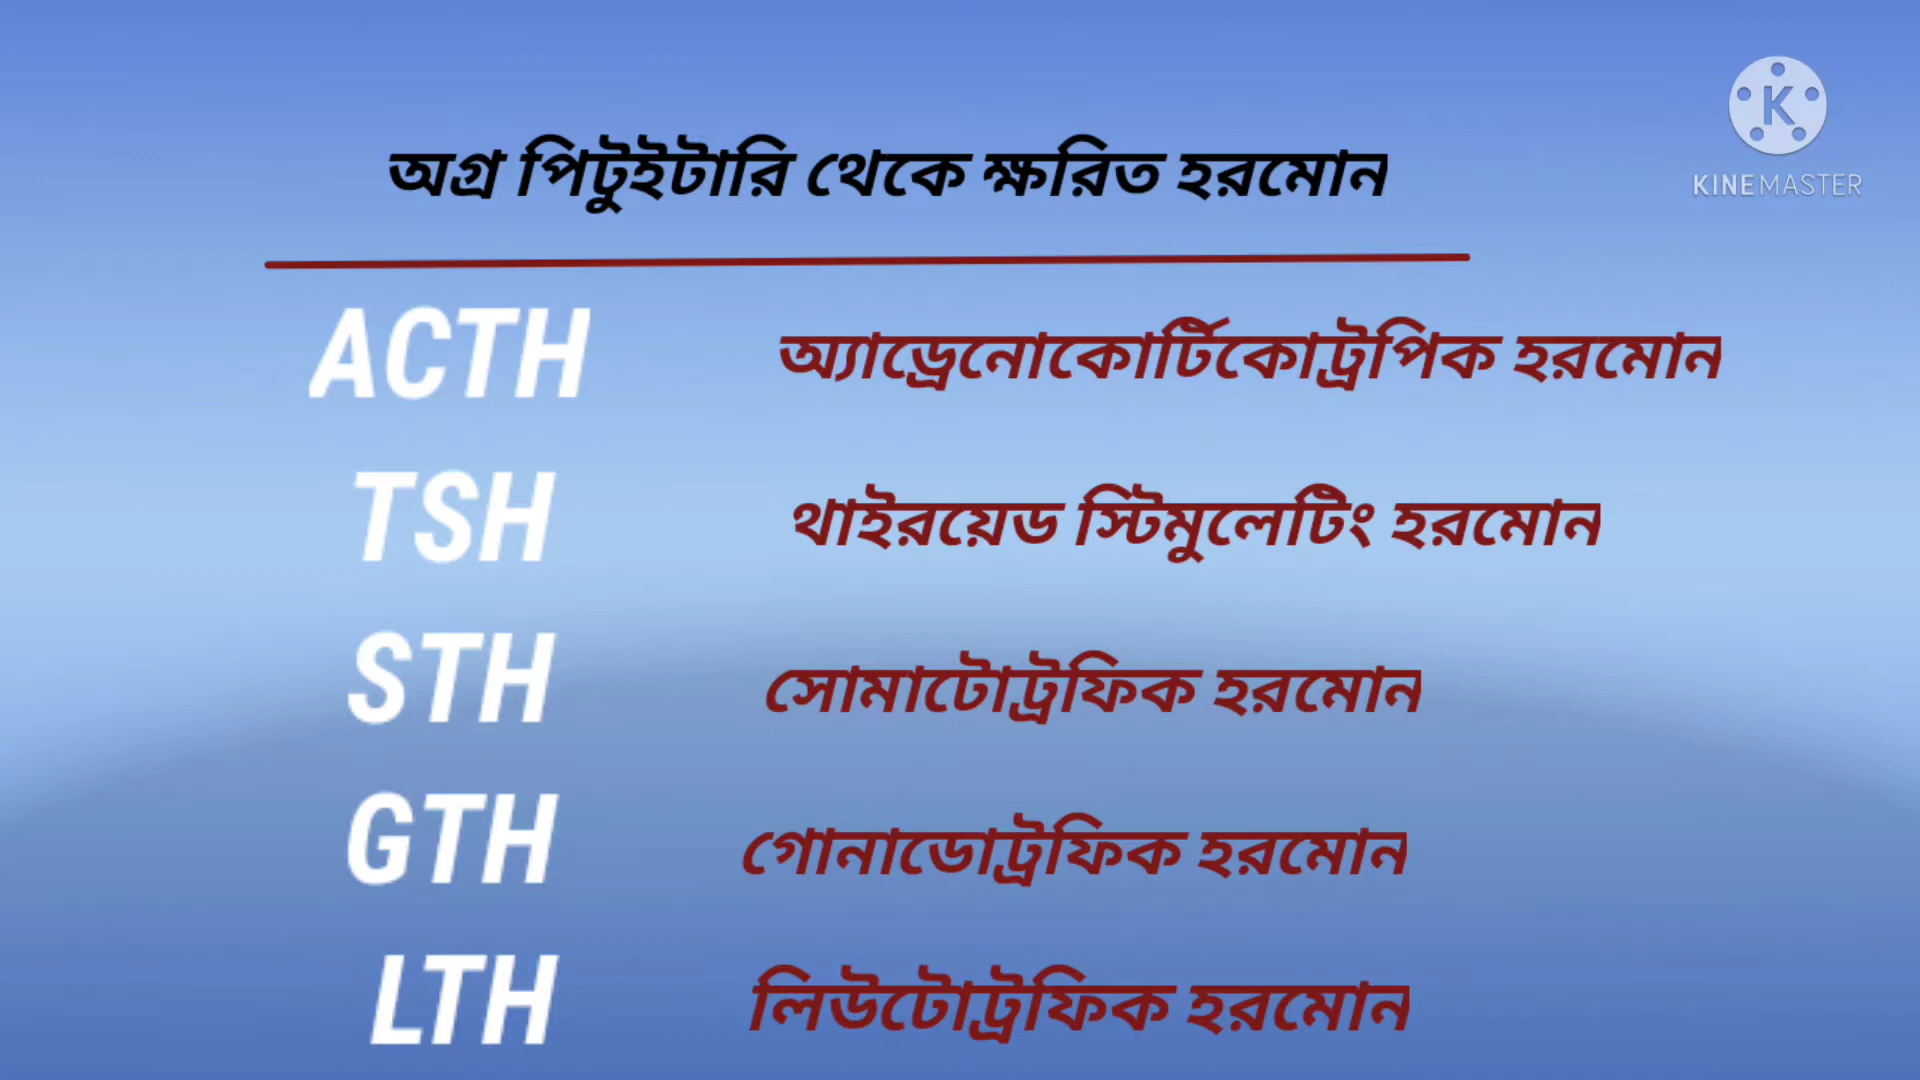 KINEMASTER
অগ্র পিটুইটারি থেকে ক্ষরিত হরমোন
ACTH অ্যাড্রেনোকোর্টিকোট্রপিক হরমোন
TSH থাইরয়েড স্টিমুলেটিং হরমোন
STH সোমাটোট্রফিক হরমোন
GTH গোনাডোট্রফিক হরমোন
LTH লিউটোট্রফিক হরমোন